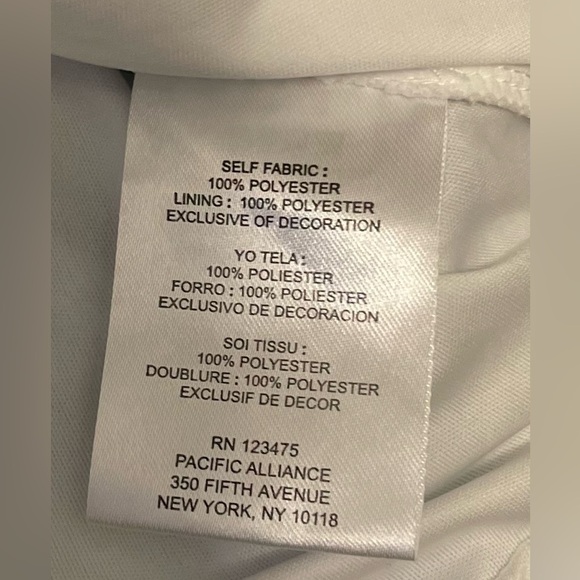 SELF FABRIC :
100% POLYESTER
LINING : 100% POLYESTER
EXCLUSIVE OF DECORATION
YO TELA :
100% POLIESTER
FORRO : 100% POLIESTER
EXCLUSIVO DE DECORACION
SOI TISSU :
100% POLYESTER
DOUBLURE : 100% POLYESTER
EXCLUSIF DE DECOR
RN 123475
PACIFIC ALLIANCE
350 FIFTH AVENUE
NEW YORK, NY 10118